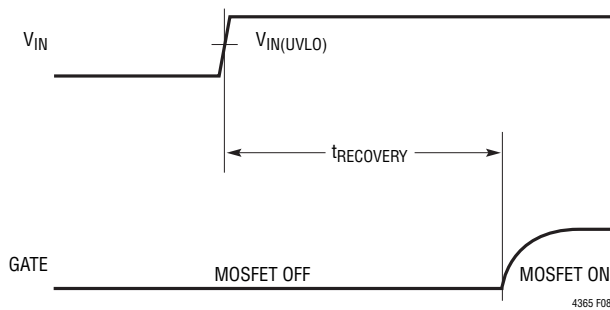 VIN
VIN(UVLO)
tRECOVERY
GATE
MOSFET OFF
MOSFET ON
4365 F08